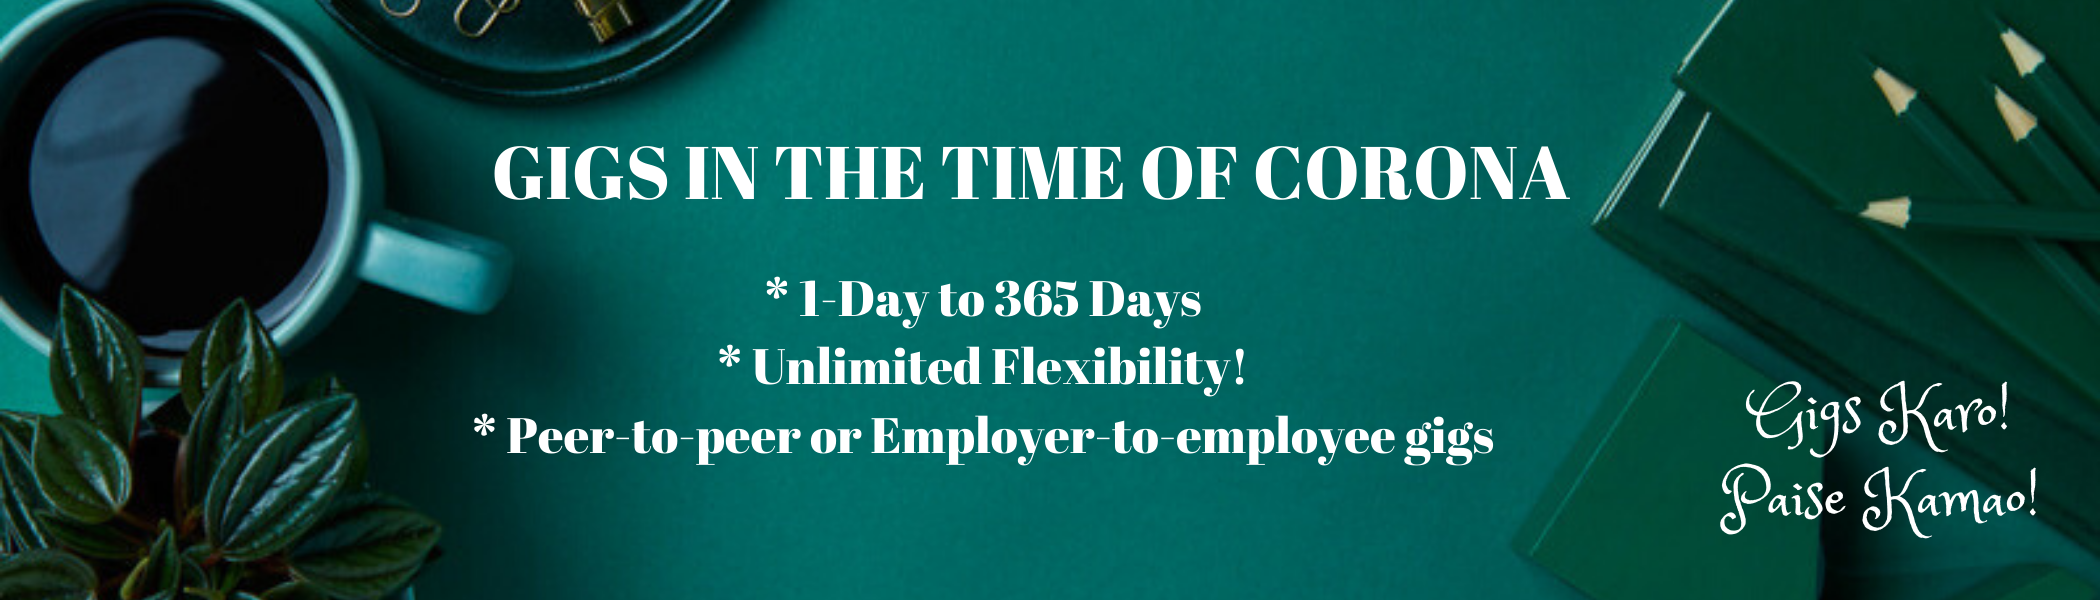 GIGS IN THE TIME OF CORONA
* 1-Day to 365 Days
* Unlimited Flexibility!
* Peer-to-peer or Employer-to-employee gigs
Gigs Karo!
Paise Kamao!